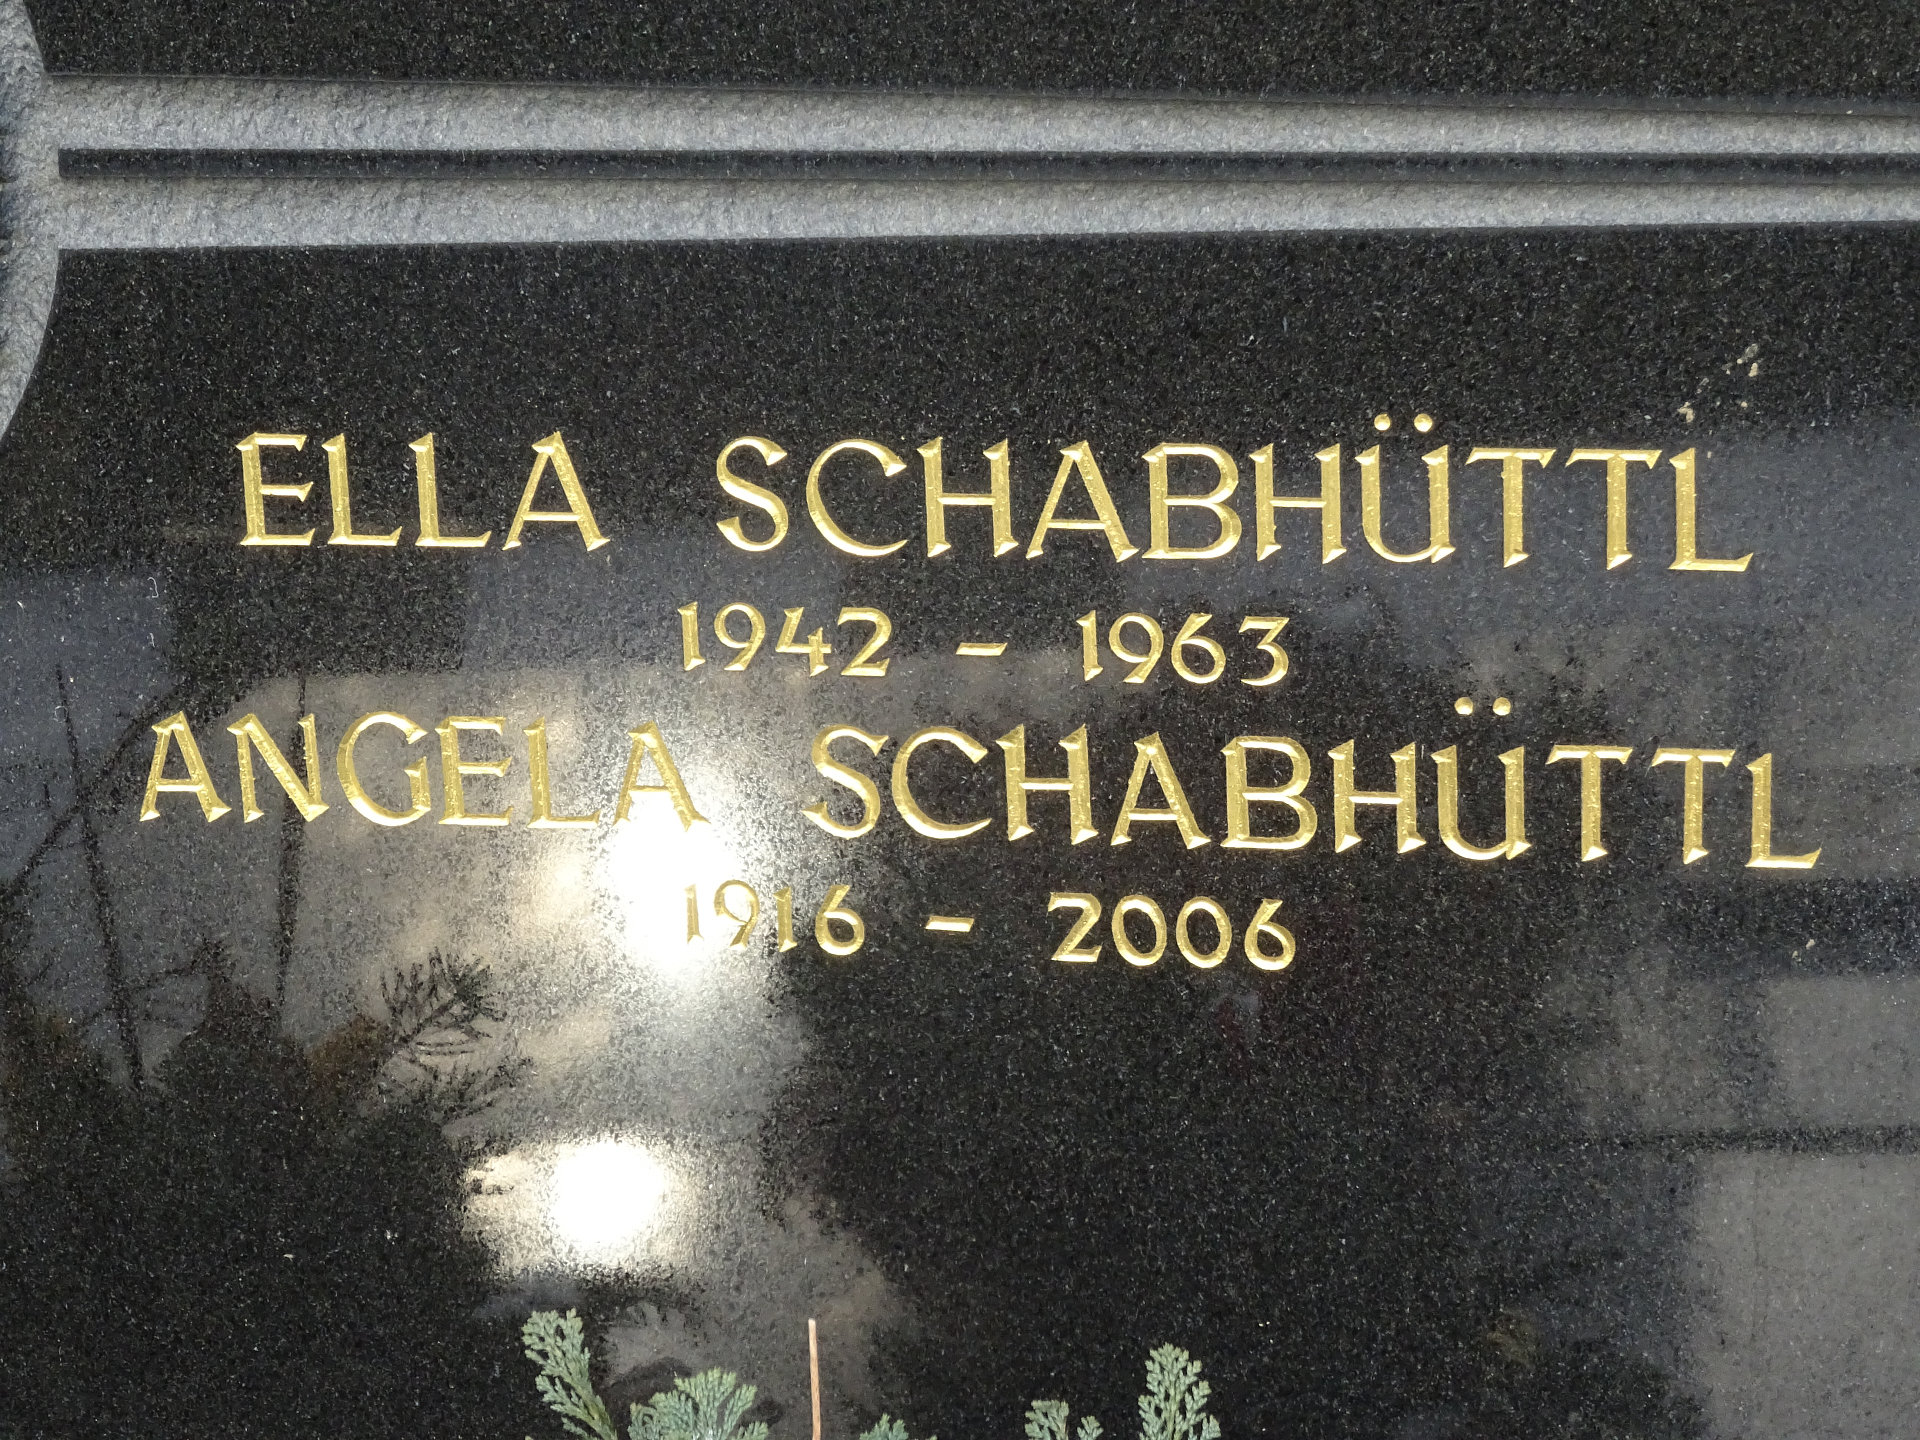 ELLA SCHABHÜTTL
1942 - 1963
ANGELA SCHABHÜTTL
1916 - 2006